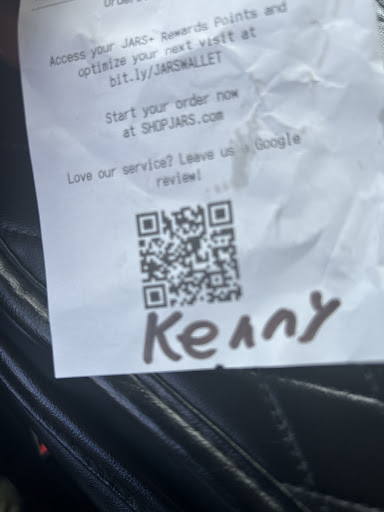 Access your JARS+ Rewards Points and
optimize your next visit at
bit.ly/JARSWALLET
Start your order now
at SHOPJARS.com
Love our service? Leave us a Google
review!
Kenny